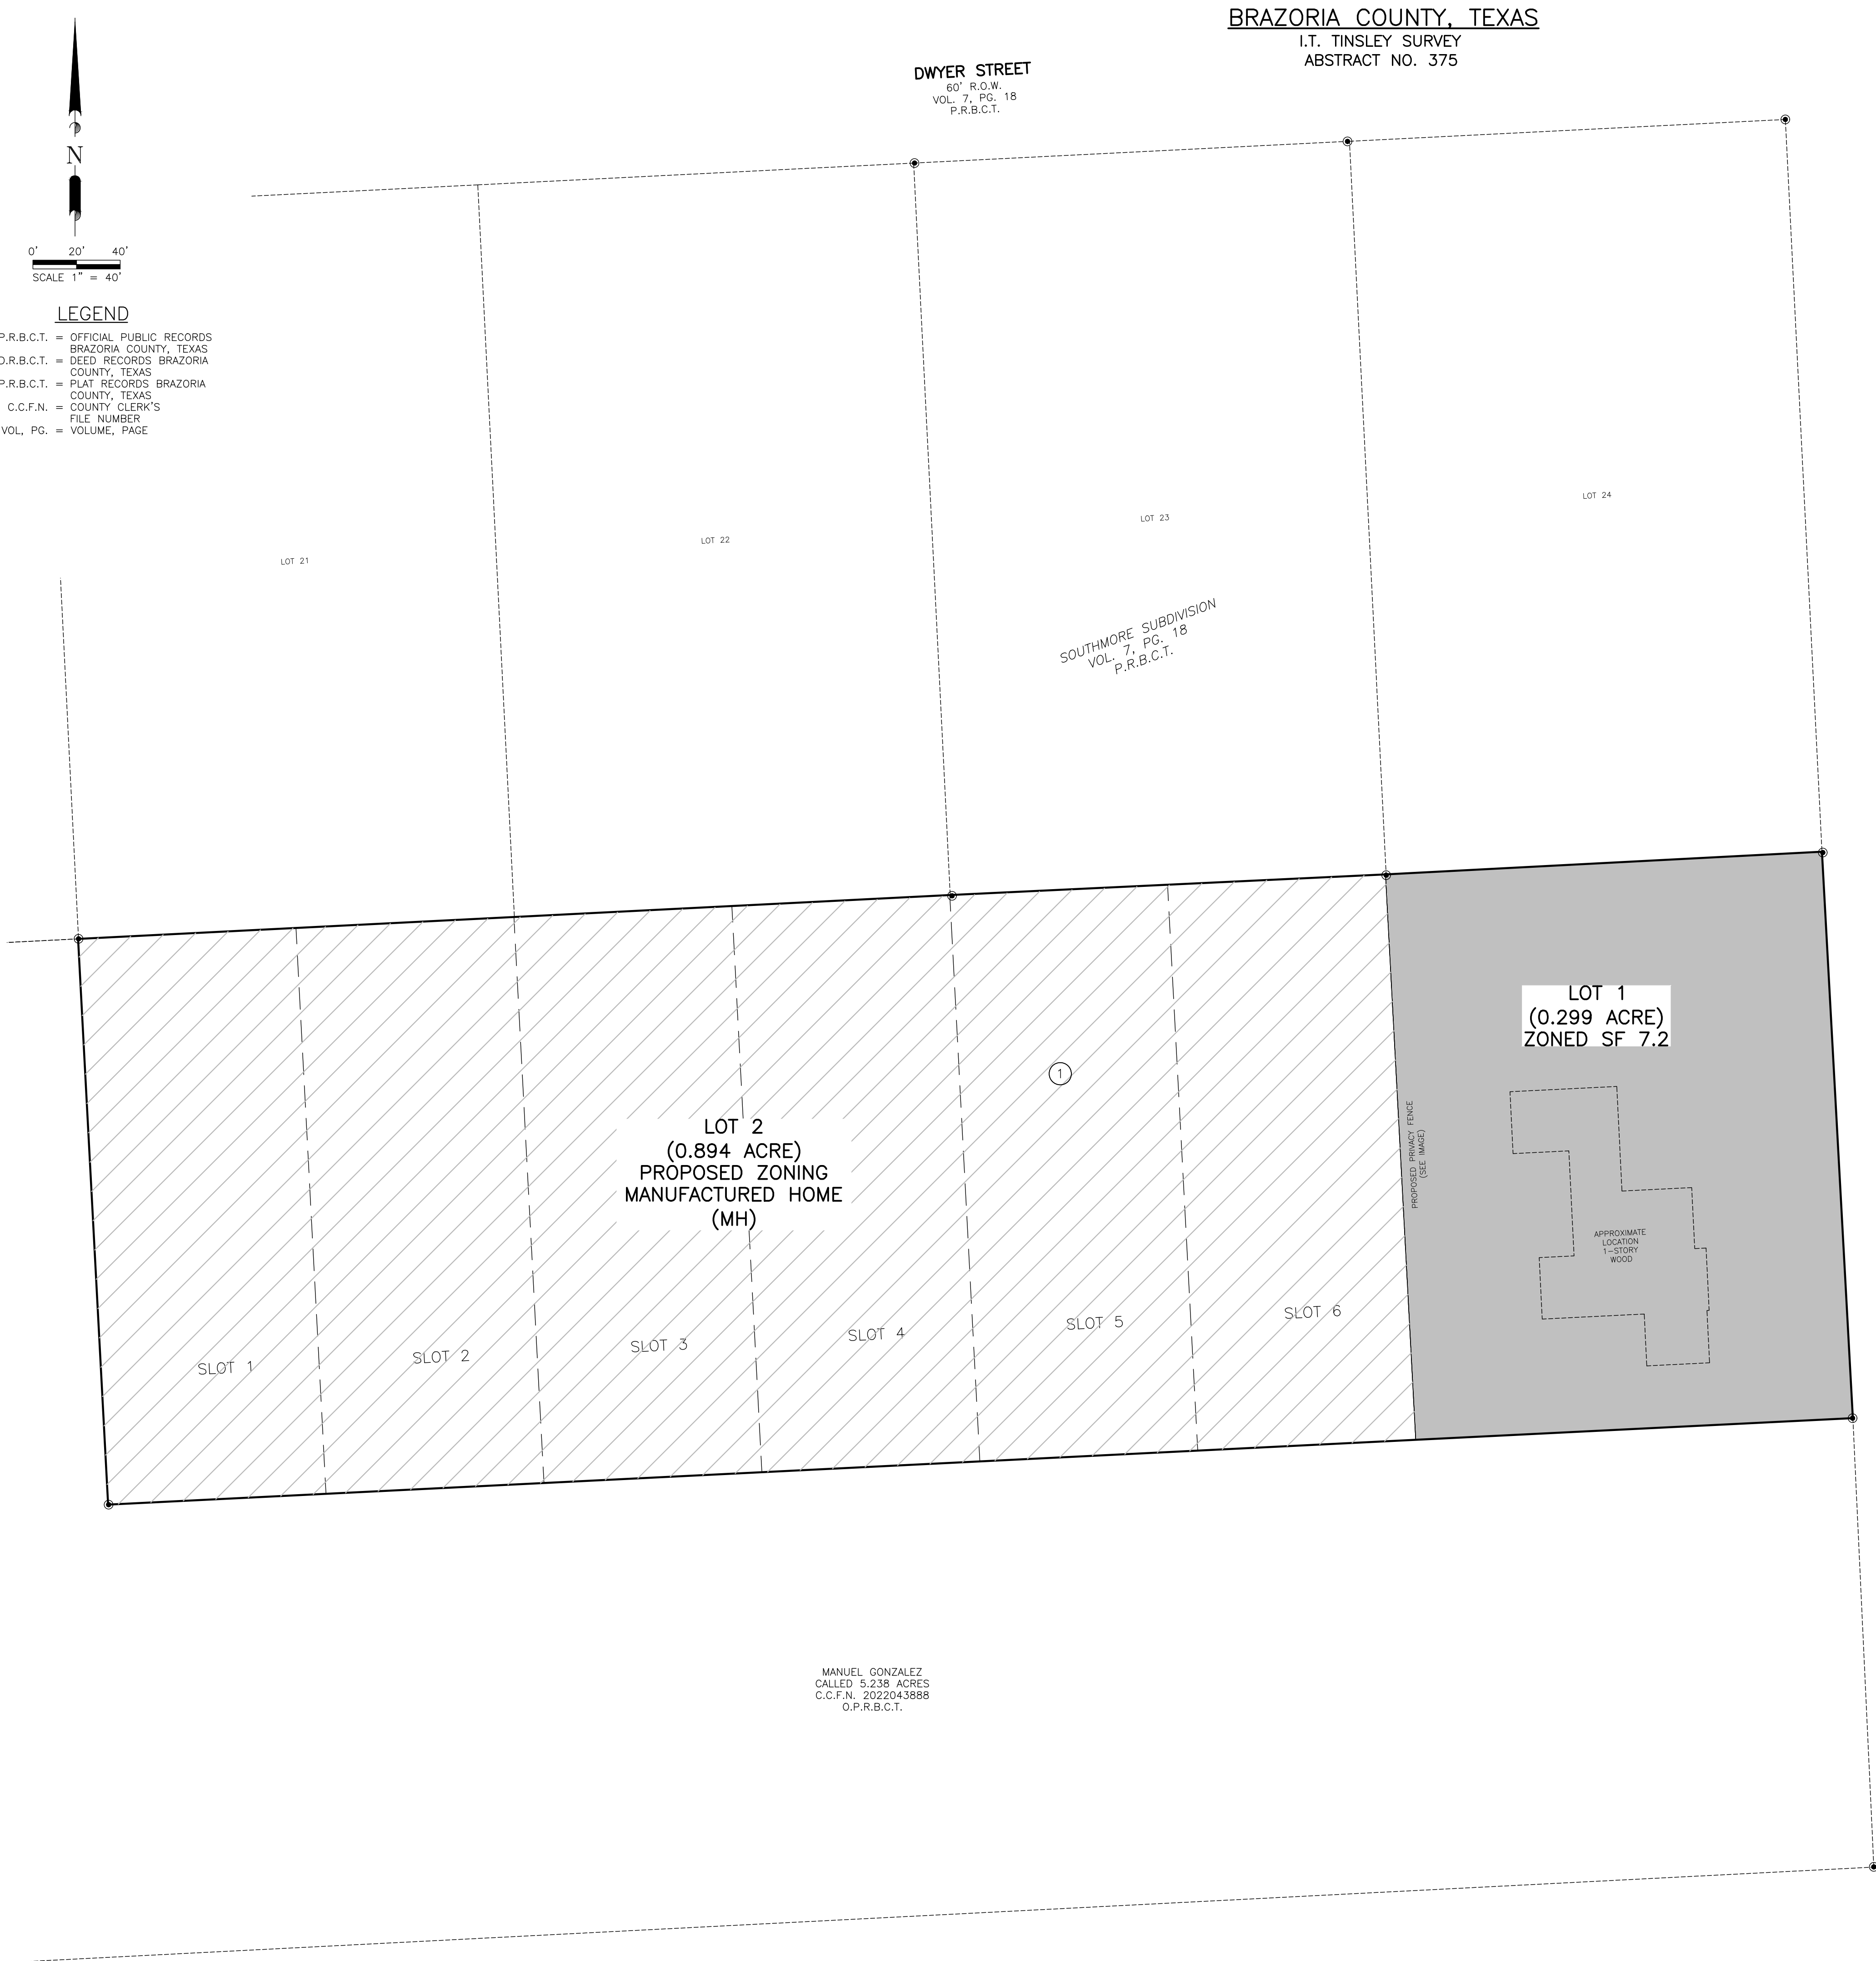 BRAZORIA COUNTY, TEXAS
I.T. TINSLEY SURVEY
ABSTRACT NO. 375
DWYER STREET
60' R.O.W.
VOL. 7, PG. 18
P.R.B.C.T.
N
0' 20' 40'
SCALE 1" = 40'
LEGEND
P.R.B.C.T. = OFFICIAL PUBLIC RECORDS
BRAZORIA COUNTY, TEXAS
D.R.B.C.T. = DEED RECORDS BRAZORIA
COUNTY, TEXAS
P.R.B.C.T. = PLAT RECORDS BRAZORIA
COUNTY, TEXAS
C.C.F.N. = COUNTY CLERK'S
FILE NUMBER
VOL, PG. = VOLUME, PAGE
LOT 21
LOT 22
LOT 23
LOT 24
SOUTHMORE SUBDIVISION
VOL. 7, PG. 18
P.R.B.C.T.
LOT 1
(0.299 ACRE)
ZONED SF 7.2
1
LOT 2
(0.894 ACRE)
PROPOSED ZONING
MANUFACTURED HOME
(MH)
PROPOSED PRIVACY FENCE
(SEE IMAGE)
APPROXIMATE
LOCATION
1-STORY
WOOD
SLOT 1
SLOT 2
SLOT 3
SLOT 4
SLOT 5
SLOT 6
MANUEL GONZALEZ
CALLED 5.238 ACRES
C.C.F.N. 2022043888
O.P.R.B.C.T.